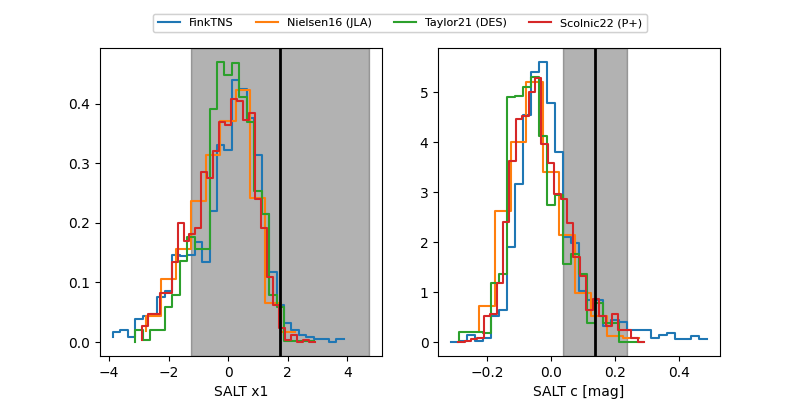 FinkTNS Nielsen16 (JLA) Taylor21 (DES) Scolnic22 (P+)
0.4
0.3
0.2
0.1
0.0
−4 −2 0 2 4
SALT x1
5
4
3
2
1
0
−0.2 0.0 0.2 0.4
SALT c [mag]